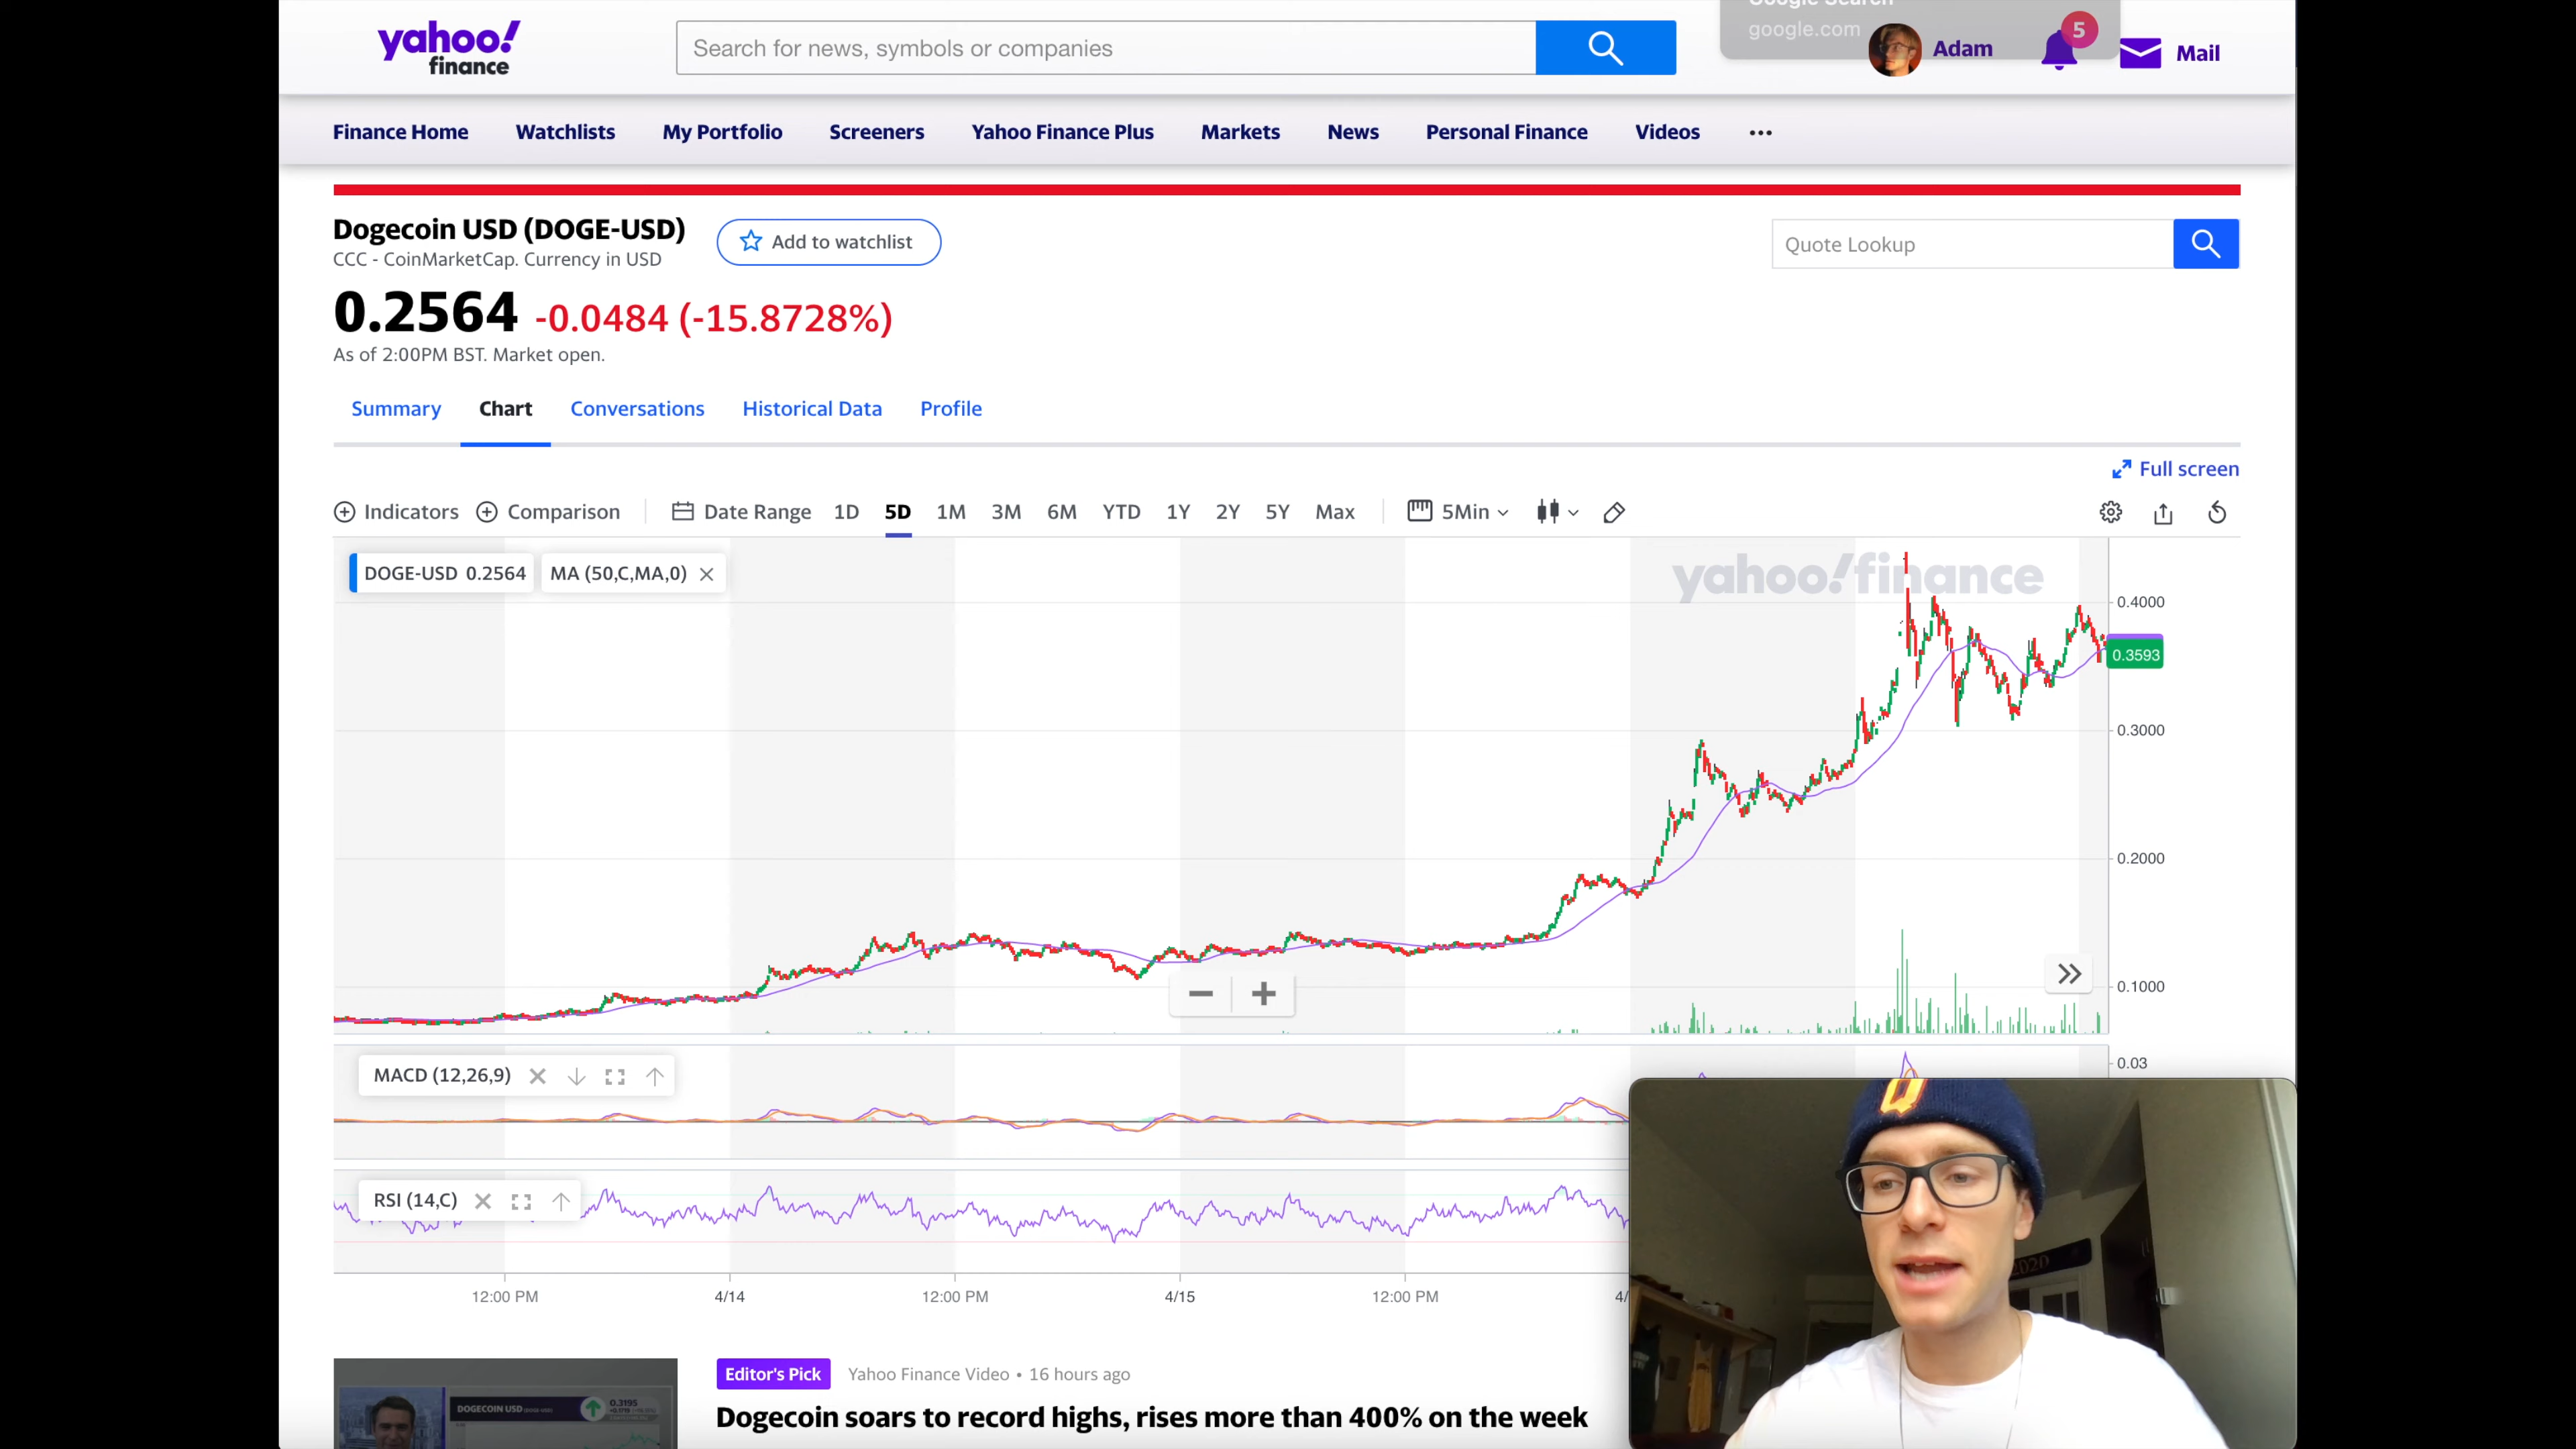 Google Search
google.com
yahoo!
finance
Search for news, symbols or companies
Adam
5
Mail
Finance Home
Watchlists
My Portfolio
Screeners
Yahoo Finance Plus
Markets
News
Personal Finance
Videos
Dogecoin USD (DOGE-USD)
Add to watchlist
CCC - CoinMarketCap. Currency in USD
Quote Lookup
0.2564 -0.0484 (-15.8728%)
As of 2:00PM BST. Market open.
Summary
Chart
Conversations
Historical Data
Profile
Full screen
Indicators
Comparison
Date Range
1D
5D
1M
3M
6M
YTD
1Y
2Y
5Y
Max
5Min
DOGE-USD 0.2564
MA (50,C,MA,0)
yahoo!finance
0.4000
0.3593
0.3000
0.2000
0.1000
MACD (12,26,9)
0.03
RSI (14,C)
12:00 PM
4/14
12:00 PM
4/15
12:00 PM
4/
2020
Editor's Pick
Yahoo Finance Video • 16 hours ago
Dogecoin soars to record highs, rises more than 400% on the week
DOGECOIN USD
0.3195